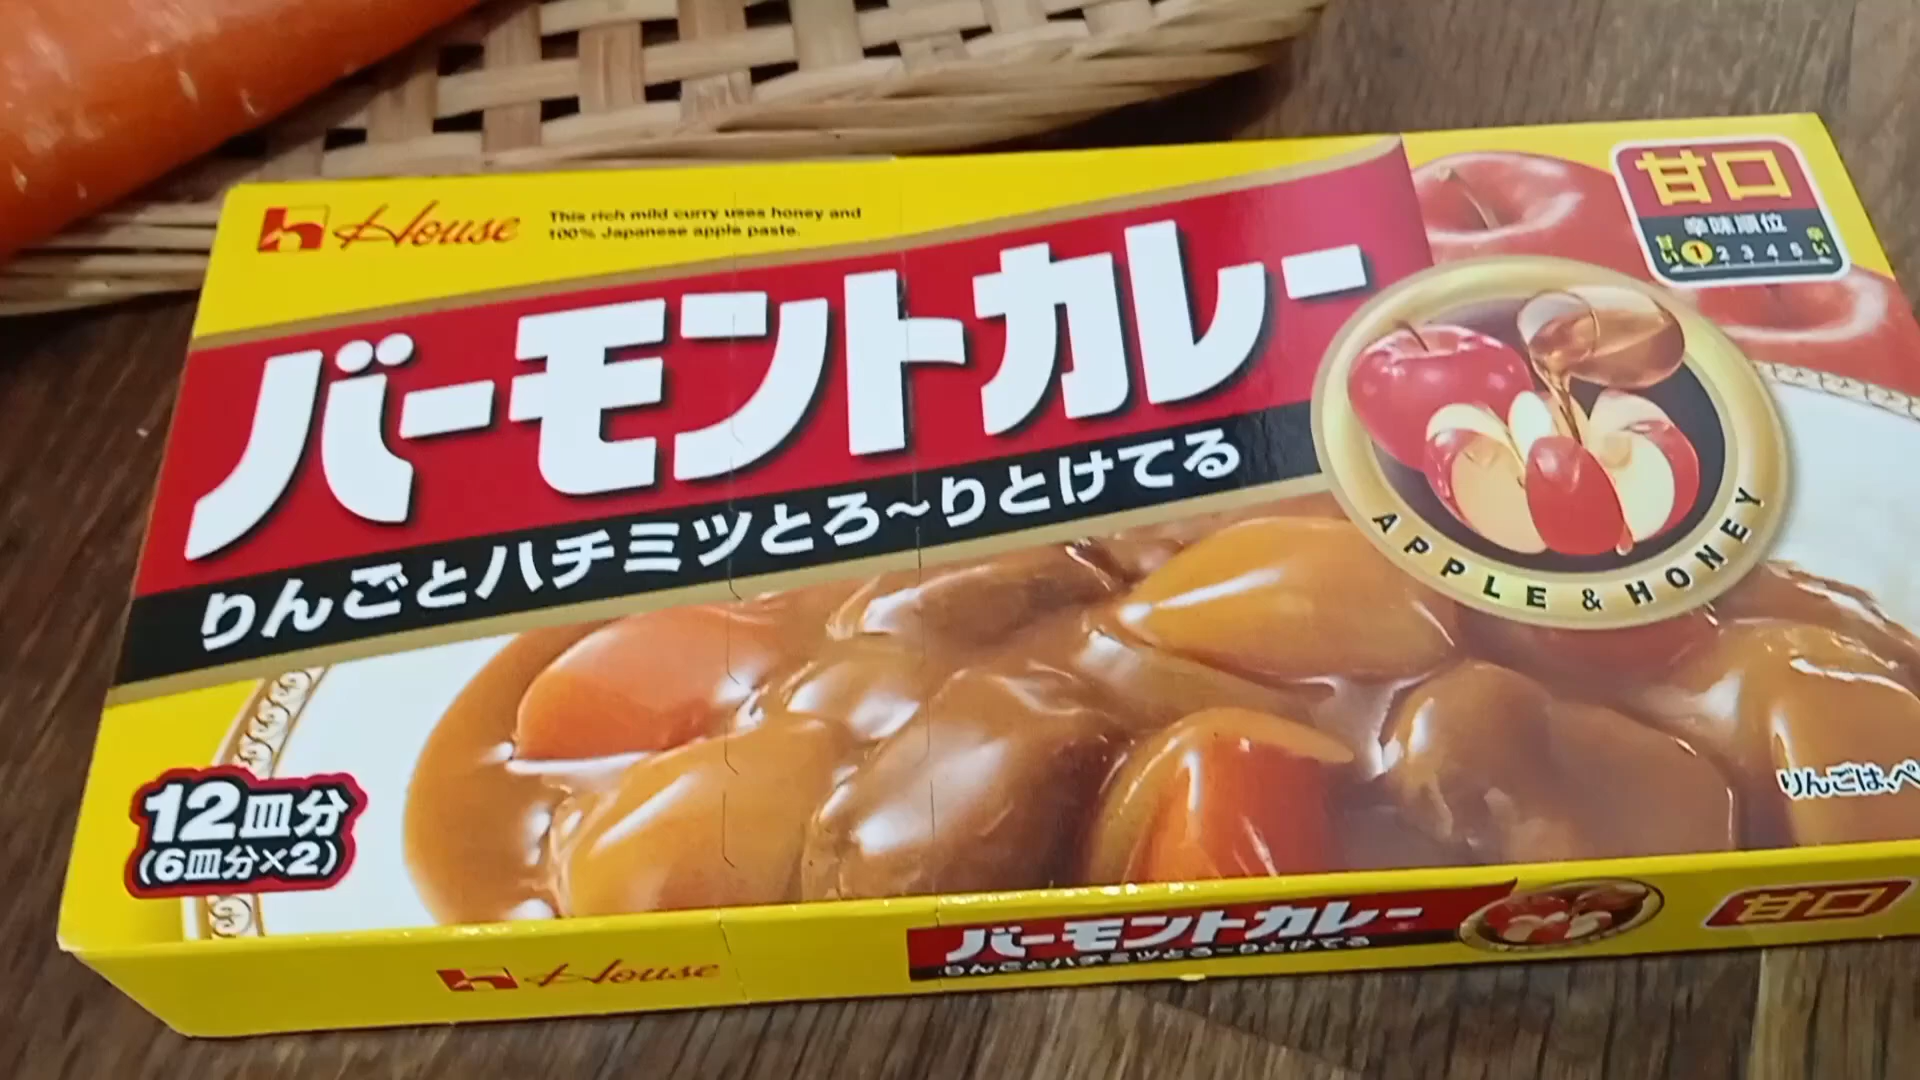 House
This rich mild curry uses honey and
100% Japanese apple paste.
甘口
辛味順位
甘い 1 2 3 4 5 辛い
バーモントカレー
りんごとハチミツとろ~りとけてる
APPLE & HONEY
りんごは、ペ
12皿分
(6皿分×2)
House
バーモントカレー
りんごとハチミツとろ~りとけてる
甘口